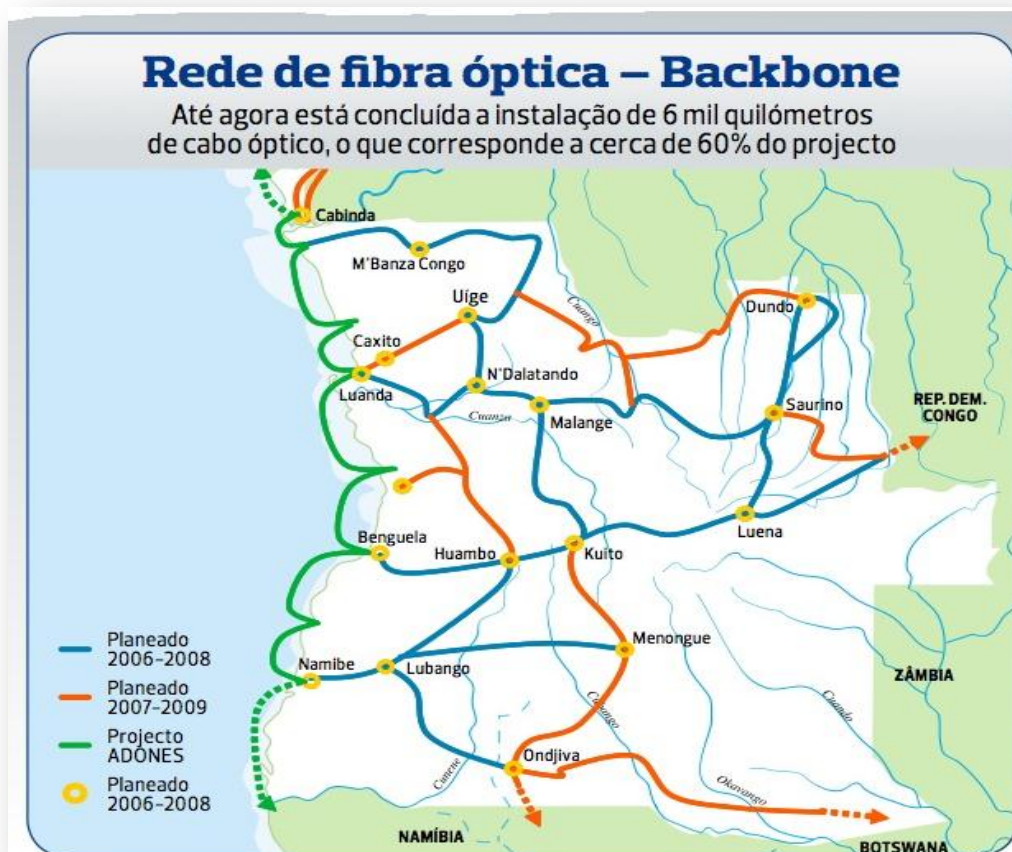 Rede de fibra óptica – Backbone
Até agora está concluída a instalação de 6 mil quilómetros
de cabo óptico, o que corresponde a cerca de 60% do projecto
Cabinda
M'Banza Congo
Uíge
Cuango
Dundo
Caxito
Luanda
N'Dalatando
Cuanza
Malange
Saurino
REP. DEM.
CONGO
Benguela
Huambo
Kuito
Luena
Menongue
Namibe
Lubango
ZÂMBIA
Cuando
Cubango
Ondjiva
Cunene
Okavango
NAMÍBIA
BOTSWANA
Planeado
2006–2008
Planeado
2007–2009
Projecto
ADONES
Planeado
2006–2008